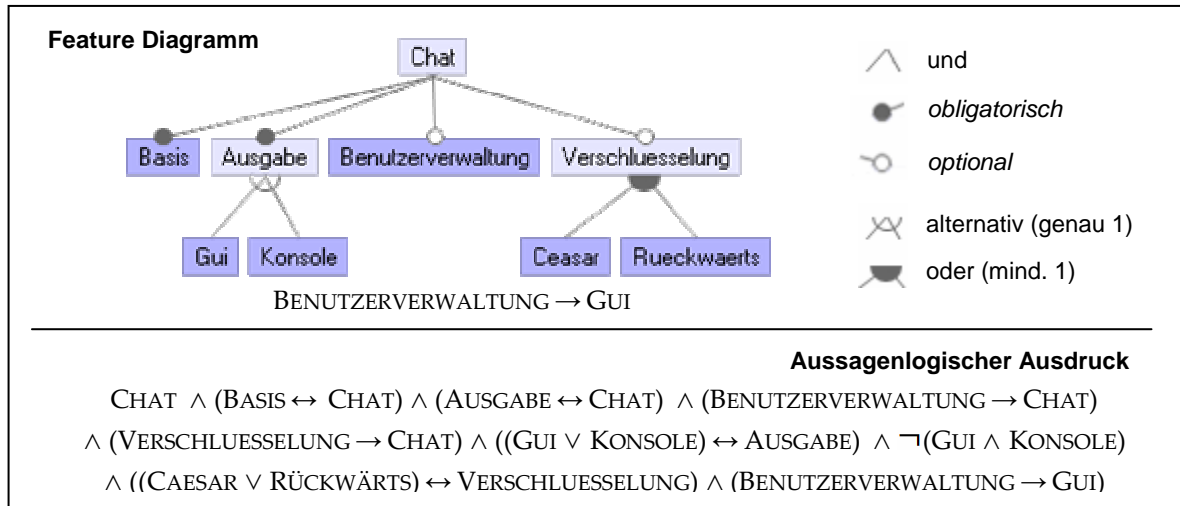 Feature Diagramm
Chat
und
obligatorisch
Basis Ausgabe Benutzerverwaltung Verschluesselung
optional
alternativ (genau 1)
Gui Konsole Ceasar Rueckwaerts
oder (mind. 1)
BENUTZERVERWALTUNG → GUI
Aussagenlogischer Ausdruck
CHAT ∧ (BASIS ↔ CHAT) ∧ (AUSGABE ↔ CHAT) ∧ (BENUTZERVERWALTUNG → CHAT)
∧ (VERSCHLUESSELUNG → CHAT) ∧ ((GUI ∨ KONSOLE) ↔ AUSGABE) ∧ ¬(GUI ∧ KONSOLE)
∧ ((CAESAR ∨ RÜCKWÄRTS) ↔ VERSCHLUESSELUNG) ∧ (BENUTZERVERWALTUNG → GUI)